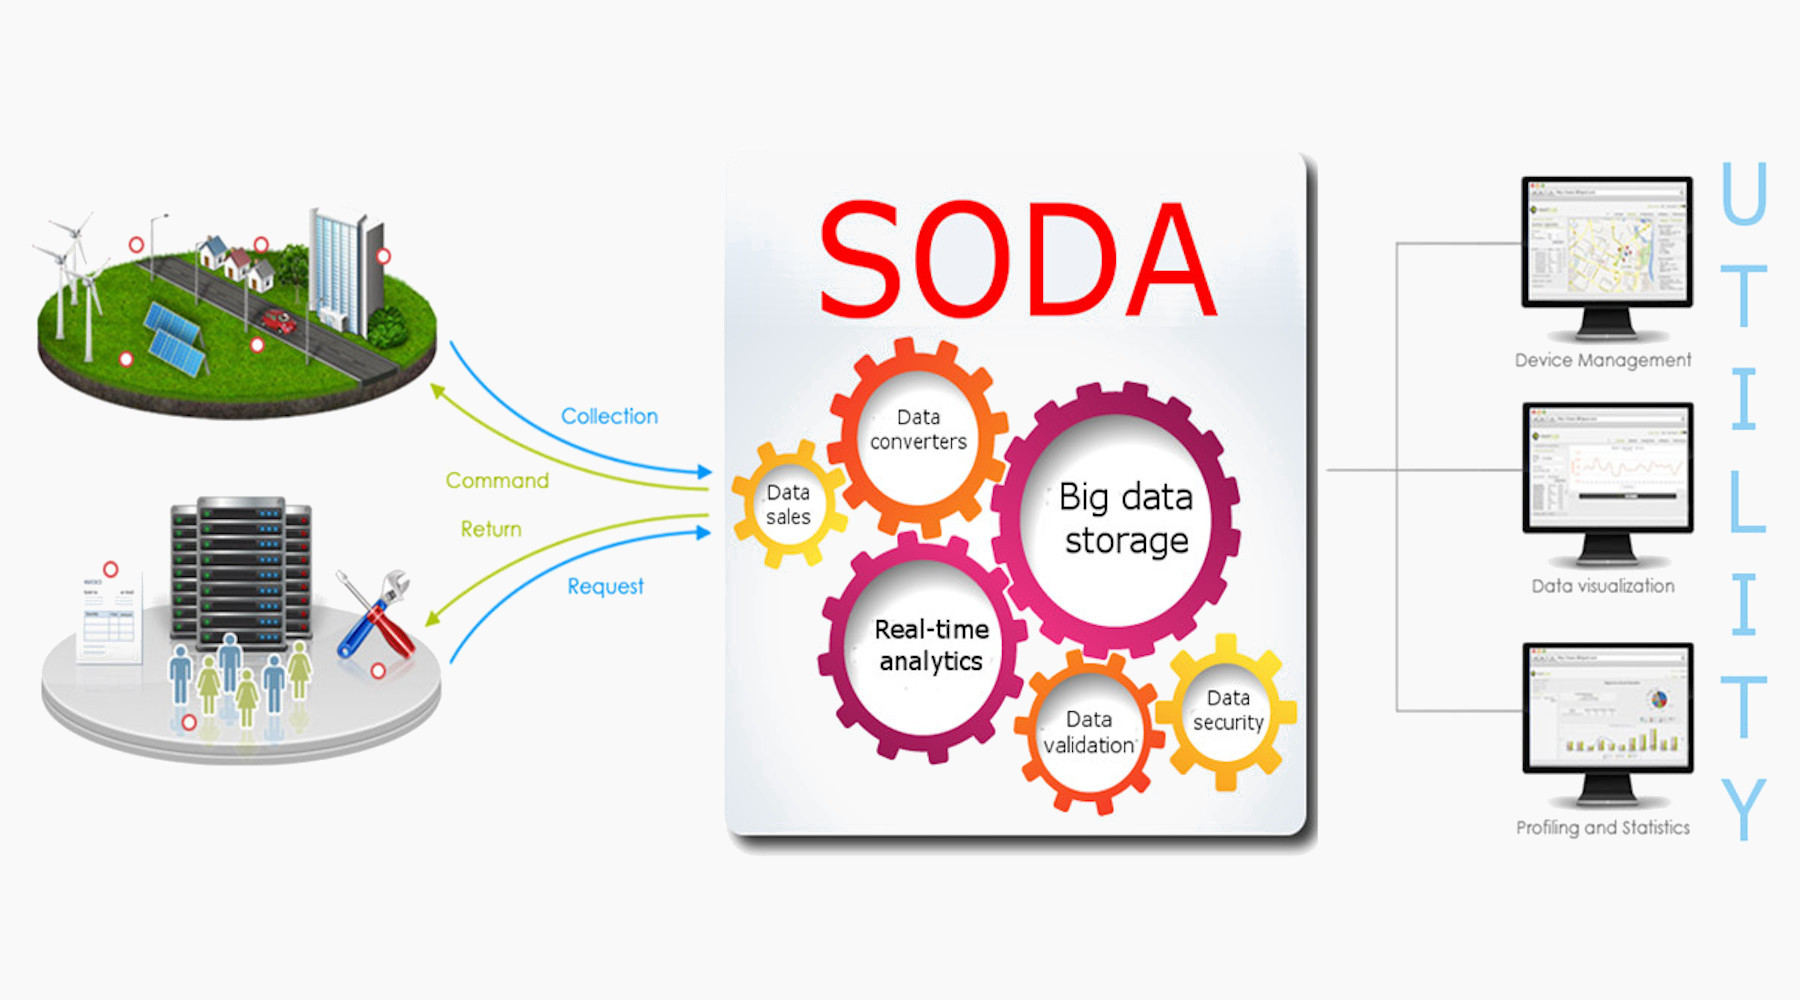 SODA
Data
converters
Data
sales
Big data
storage
Real-time
analytics
Data
validation
Data
security
Collection
Command
Return
Request
INVOICE
Device Management
Data visualization
Profiling and Statistics
UTILITY